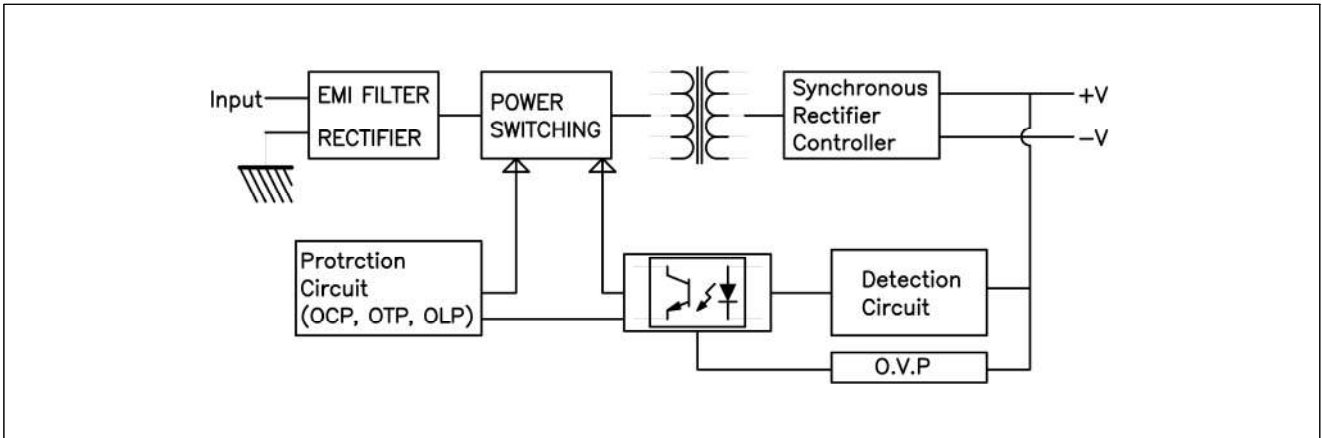 Input
EMI FILTER
RECTIFIER
POWER
SWITCHING
Synchronous
Rectifier
Controller
+V
-V
Protrction
Circuit
(OCP, OTP, OLP)
Detection
Circuit
O.V.P